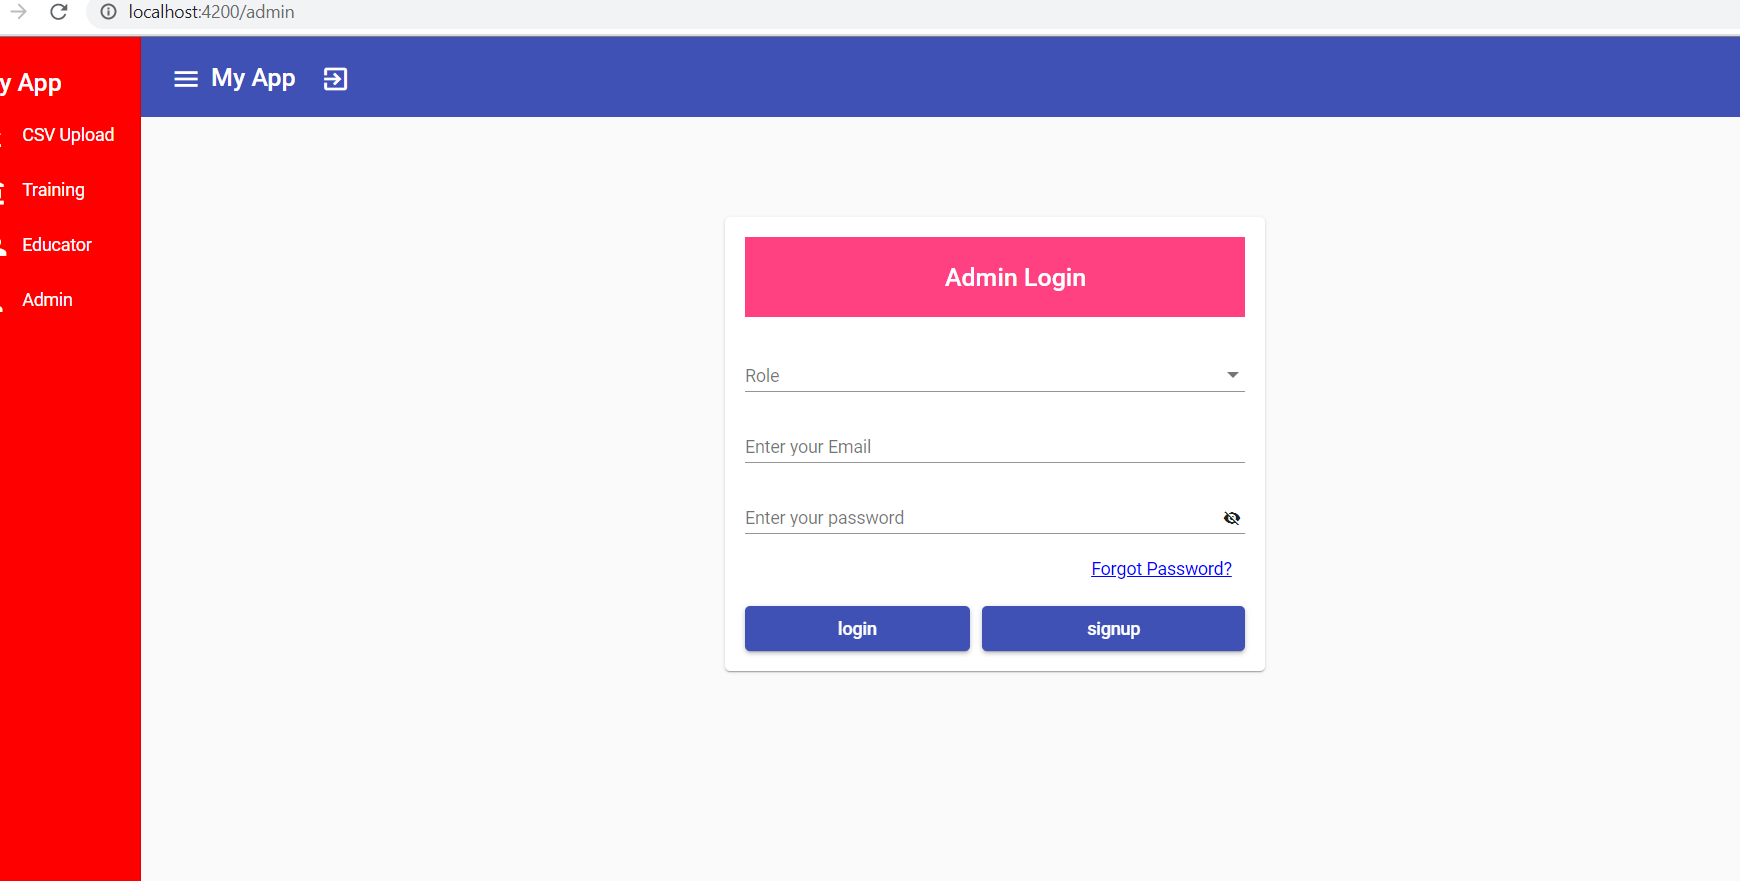 localhost:4200/admin
y App
My App
CSV Upload
Training
Educator
Admin
Admin Login
Role
Enter your Email
Enter your password
Forgot Password?
login
signup